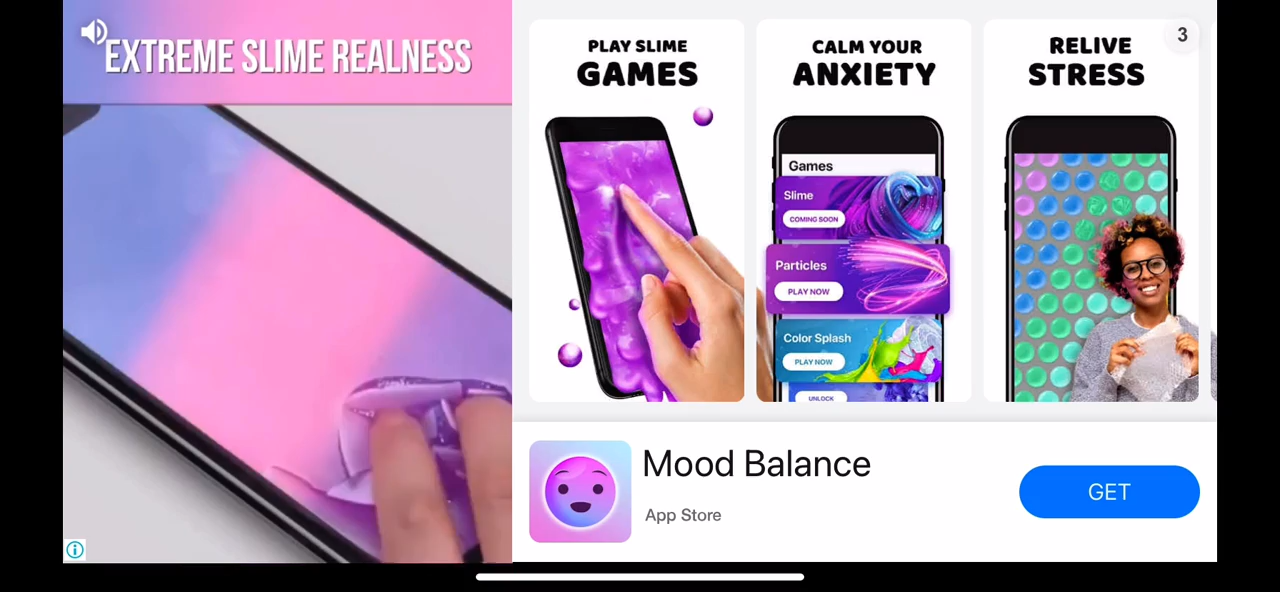 EXTREME SLIME REALNESS
PLAY SLIME
GAMES
CALM YOUR
ANXIETY
Games
Slime
COMING SOON
Particles
PLAY NOW
Color Splash
PLAY NOW
UNLOCK
RELIVE
STRESS
3
Mood Balance
App Store
GET